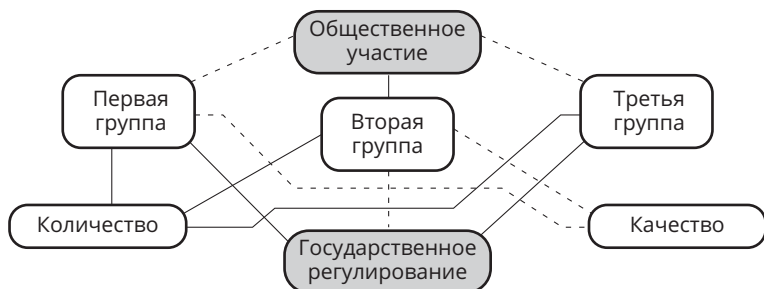 Общественное
участие
Первая
группа
Вторая
группа
Третья
группа
Количество
Качество
Государственное
регулирование